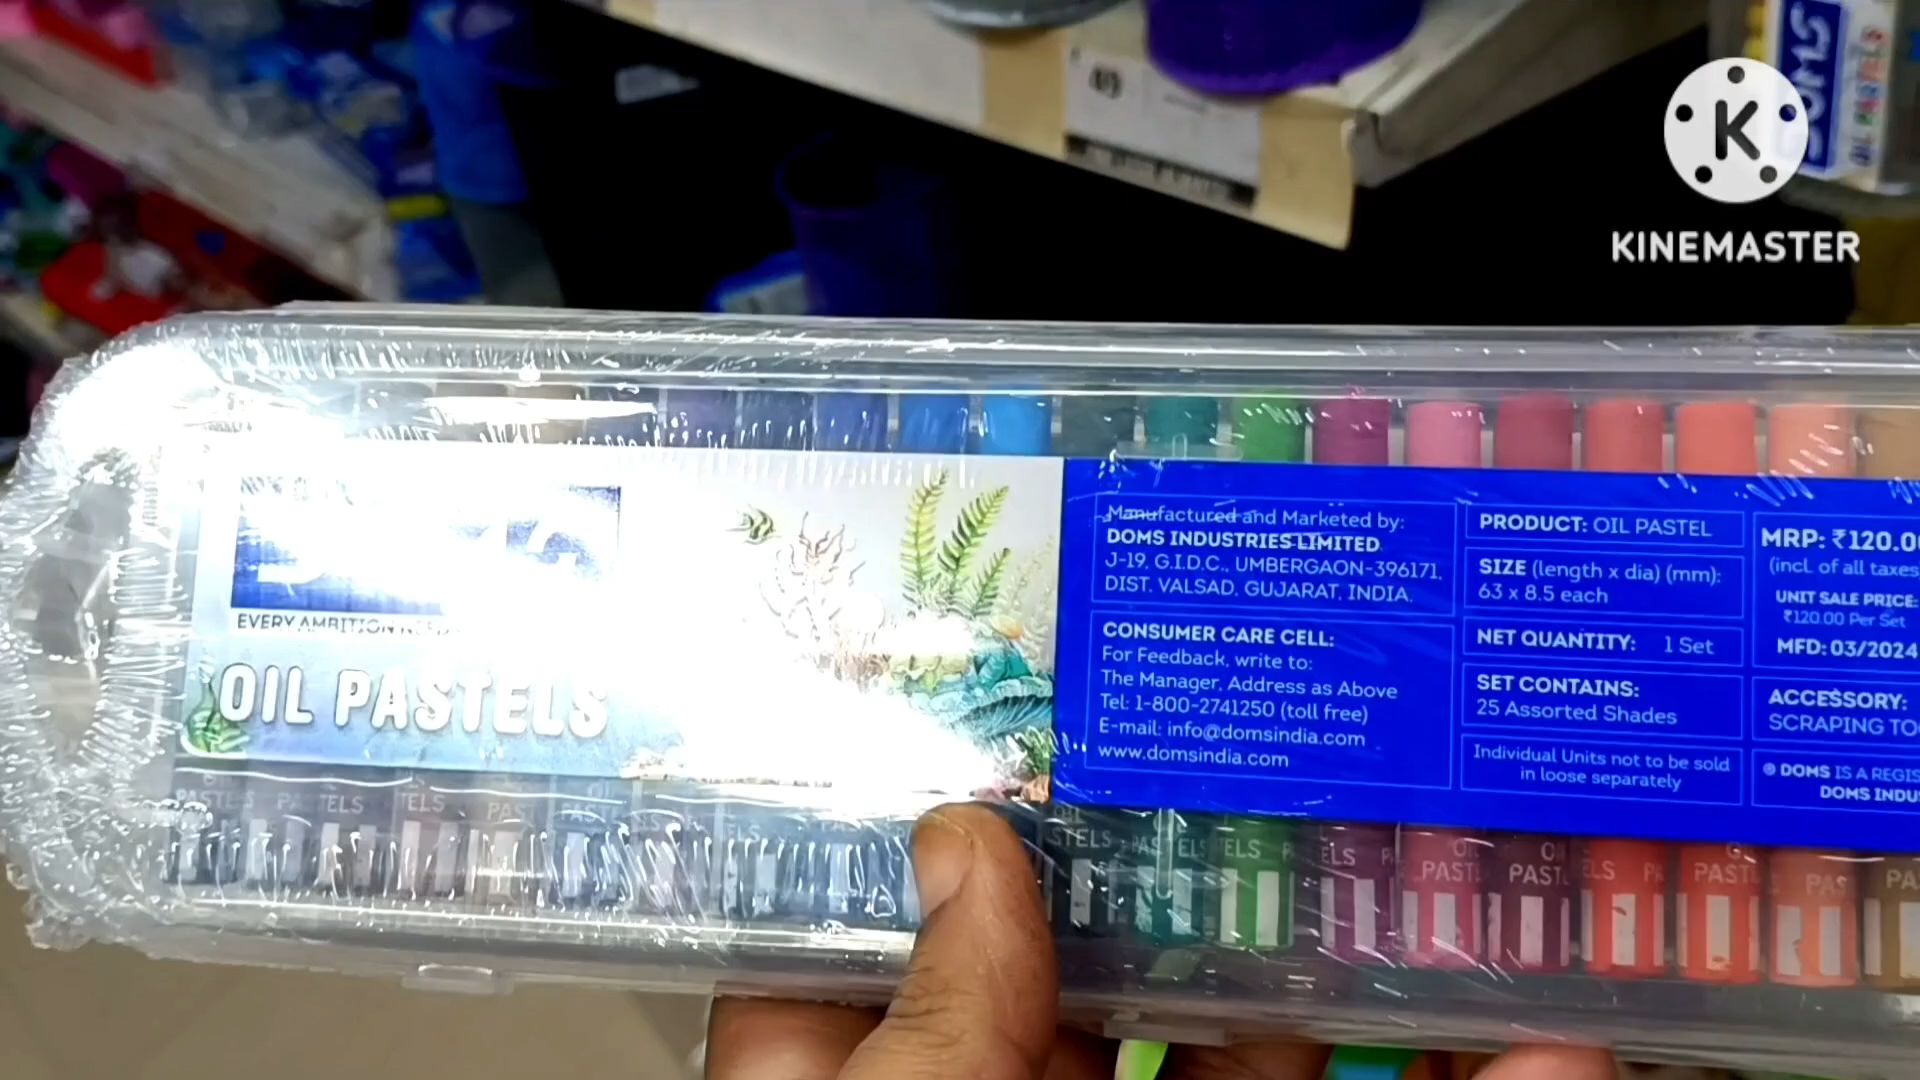 49
DOMS
OIL PASTELS
K
KINEMASTER
EVERY AMBITION
OIL PASTELS
Manufactured and Marketed by:
DOMS INDUSTRIES LIMITED
J-19, G.I.D.C., UMBERGAON-396171,
DIST. VALSAD, GUJARAT, INDIA.
CONSUMER CARE CELL:
For Feedback, write to:
The Manager, Address as Above
Tel: 1-800-2741250 (toll free)
E-mail: info@domsindia.com
www.domsindia.com
PRODUCT: OIL PASTEL
SIZE (length x dia) (mm):
63 x 8.5 each
NET QUANTITY: 1 Set
SET CONTAINS:
25 Assorted Shades
Individual Units not to be sold
in loose separately
MRP: ₹120.0
(incl. of all taxes
UNIT SALE PRICE:
₹120.00 Per Set
MFD: 03/2024
ACCESSORY:
SCRAPING TO
® DOMS IS A REGIS
DOMS INDU